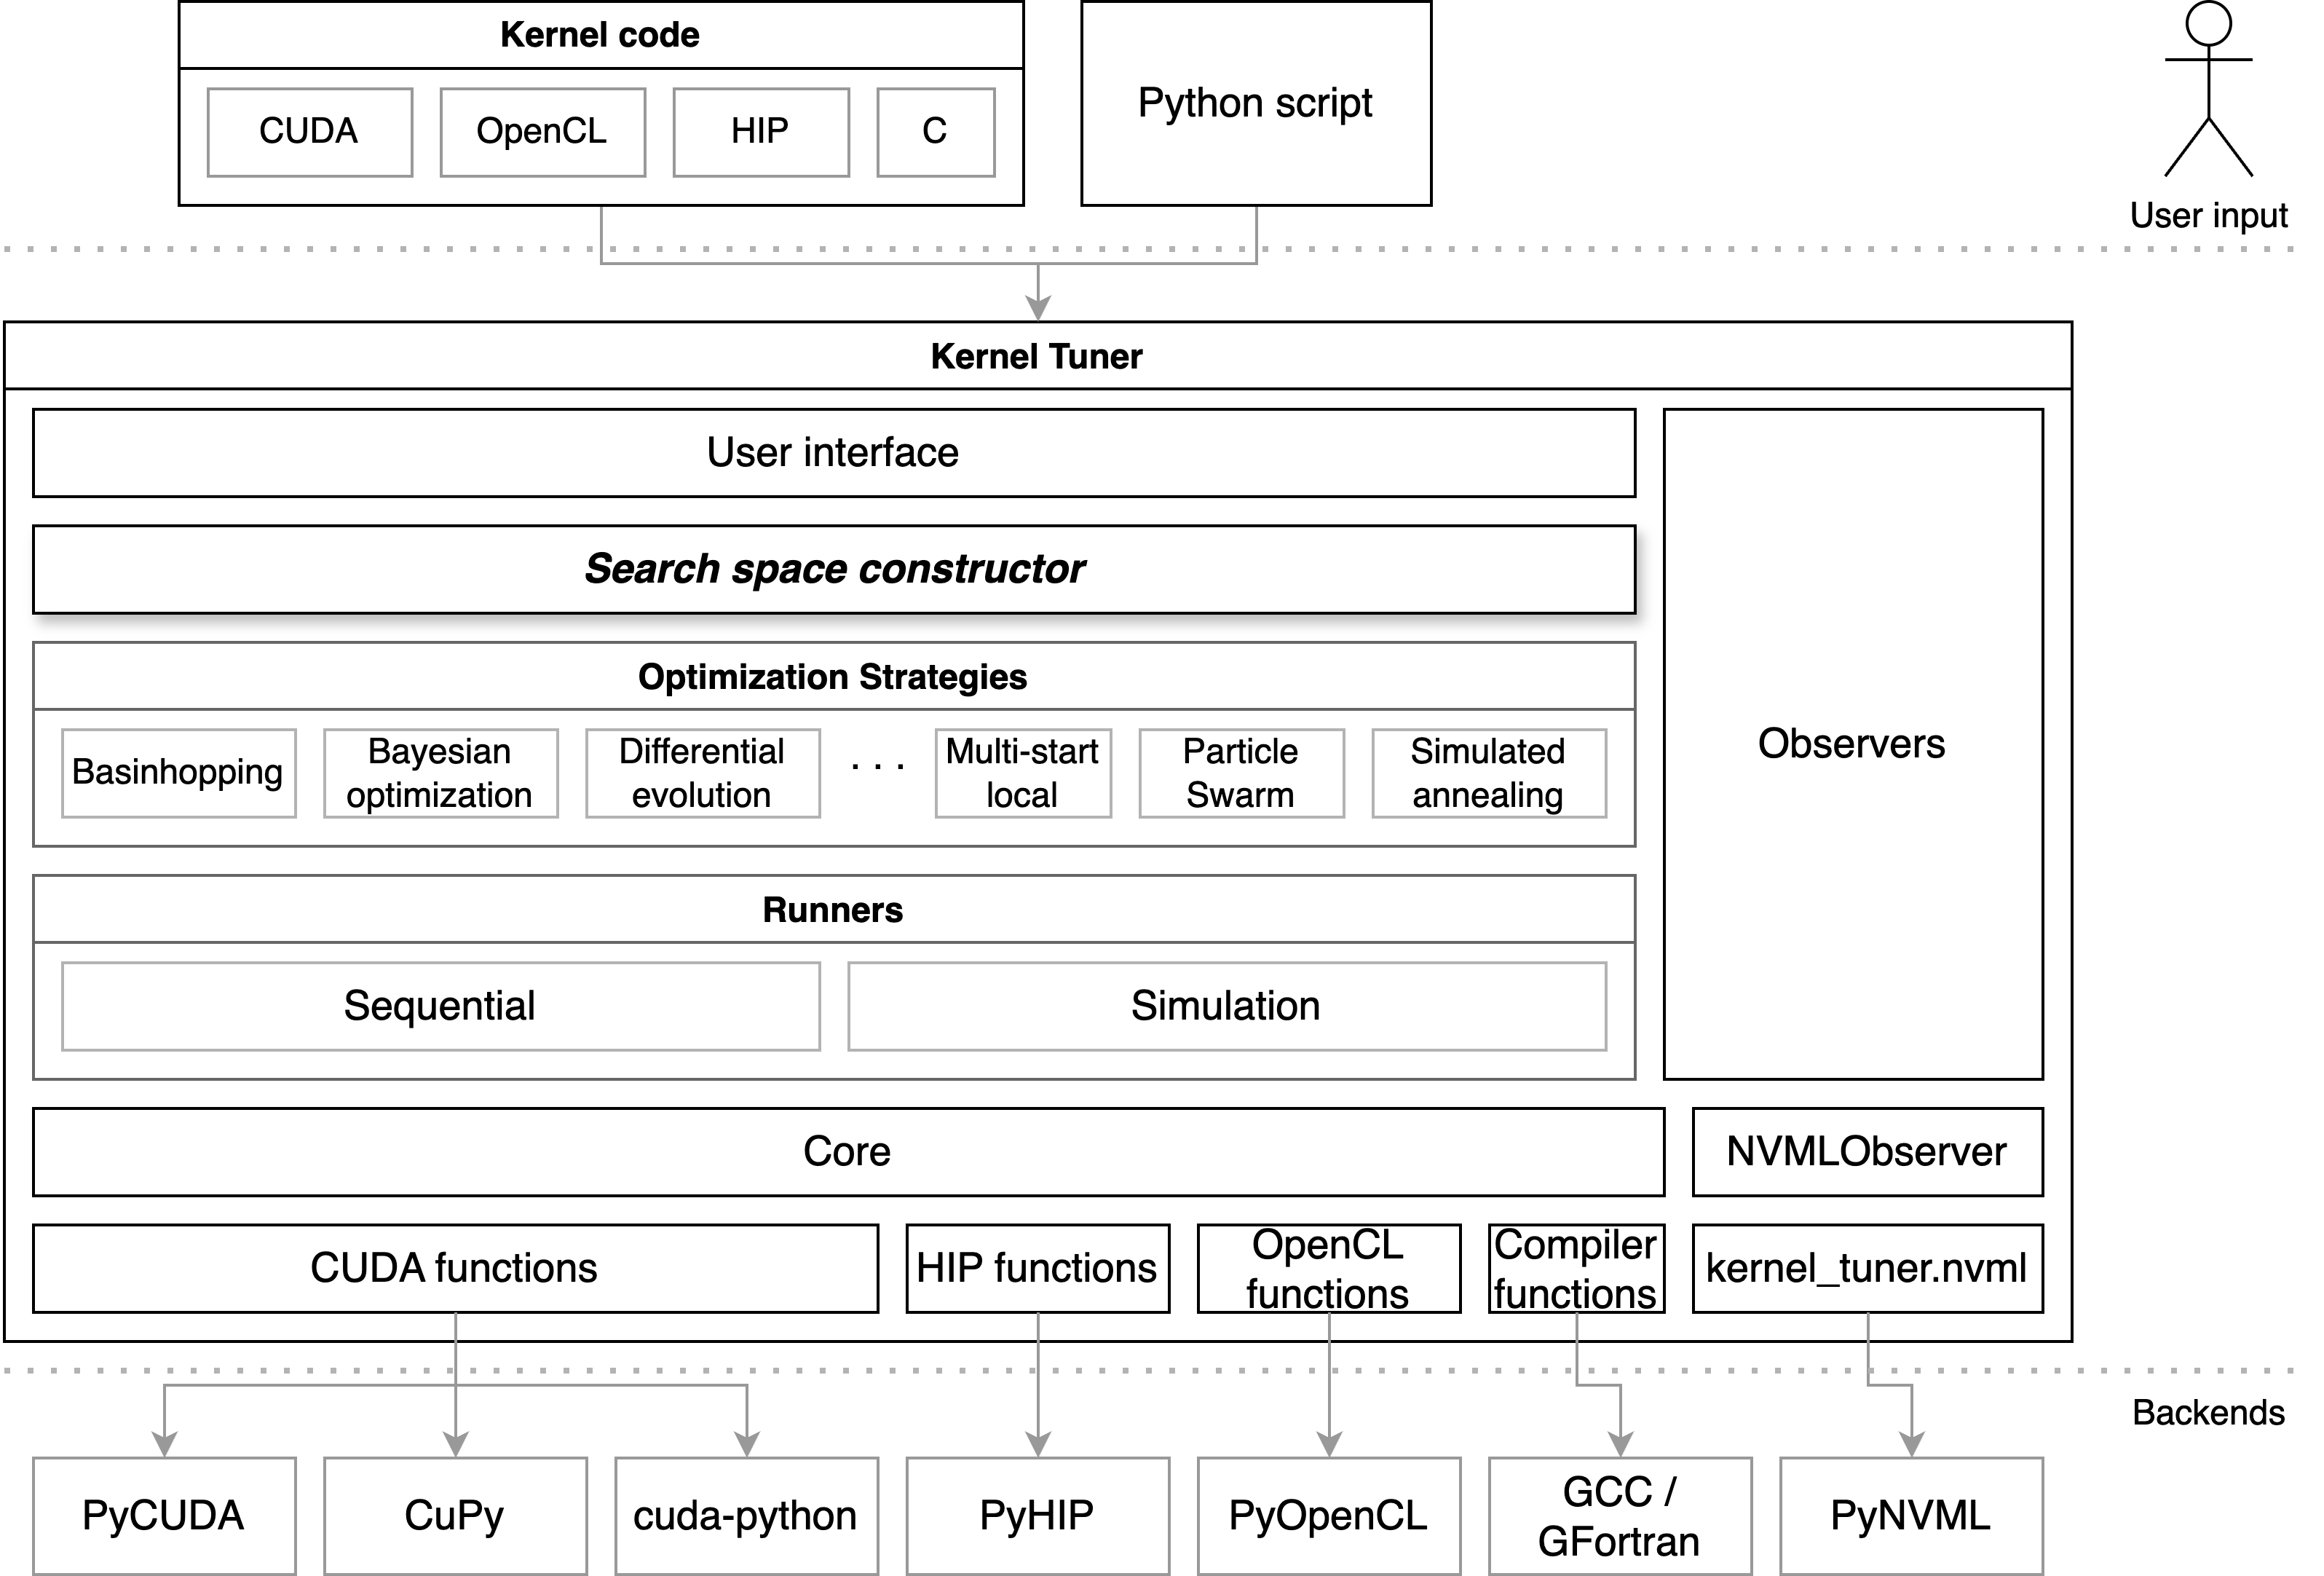 Kernel code
CUDA
OpenCL
HIP
C
Python script
User input
Kernel Tuner
User interface
Search space constructor
Optimization Strategies
Basinhopping
Bayesian
optimization
Differential
evolution
. . .
Multi-start
local
Particle
Swarm
Simulated
annealing
Observers
Runners
Sequential
Simulation
Core
NVMLObserver
CUDA functions
HIP functions
OpenCL
functions
Compiler
functions
kernel_tuner.nvml
Backends
PyCUDA
CuPy
cuda-python
PyHIP
PyOpenCL
GCC /
GFortran
PyNVML